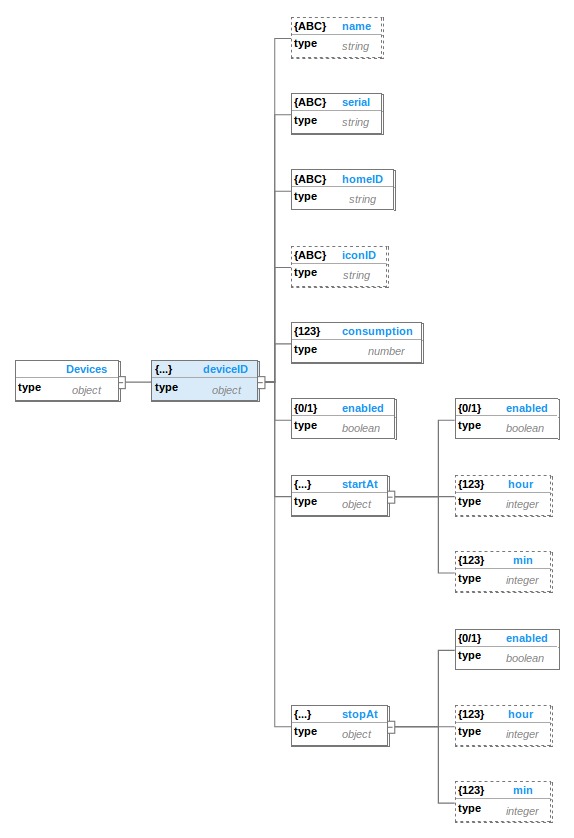 {ABC} name
type string
{ABC} serial
type string
{ABC} homeID
type string
{ABC} iconID
type string
{123} consumption
type number
Devices
type object
{...} deviceID
type object
{0/1} enabled
type boolean
{...} startAt
type object
{0/1} enabled
type boolean
{123} hour
type integer
{123} min
type integer
{...} stopAt
type object
{0/1} enabled
type boolean
{123} hour
type integer
{123} min
type integer